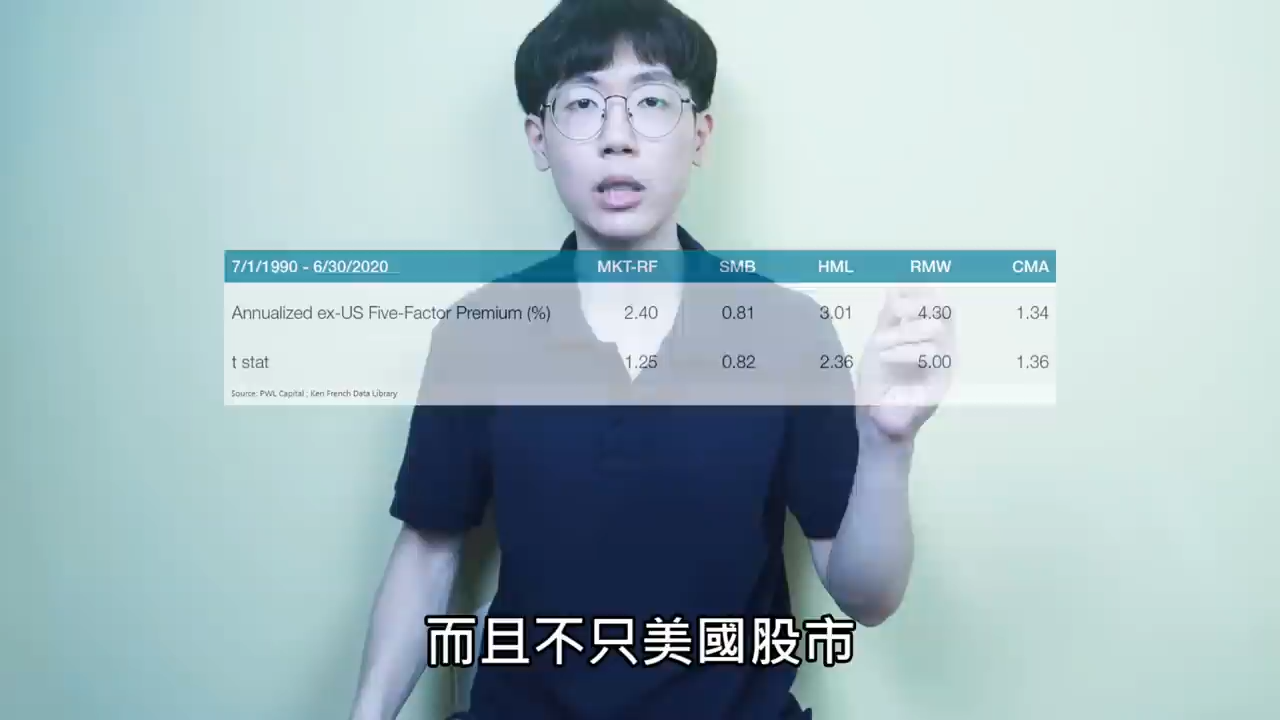 7/1/1990 - 6/30/2020 MKT-RF SMB HML RMW CMA
Annualized ex-US Five-Factor Premium (%) 2.40 0.81 3.01 4.30 1.34
t stat 1.25 0.82 2.36 5.00 1.36
Source: PWL Capital ; Ken French Data Library
而且不只美國股市